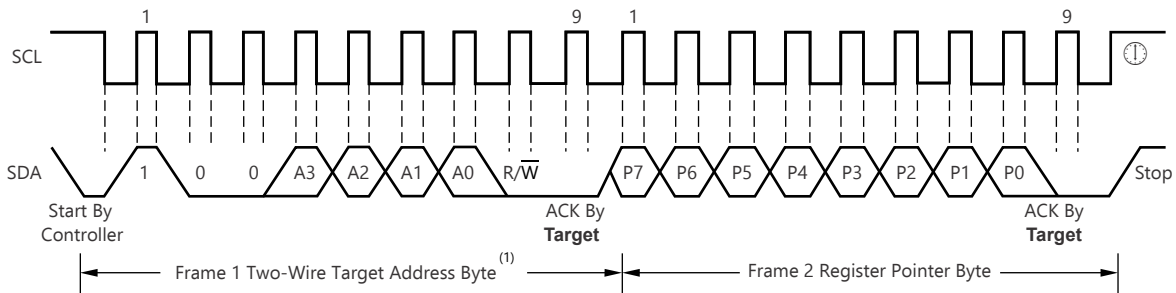 1 9 1 9
SCL
SDA 1 0 0 A3 A2 A1 A0 R/W P7 P6 P5 P4 P3 P2 P1 P0 Stop
Start By ACK By ACK By
Controller Target Target
Frame 1 Two-Wire Target Address Byte(1) Frame 2 Register Pointer Byte